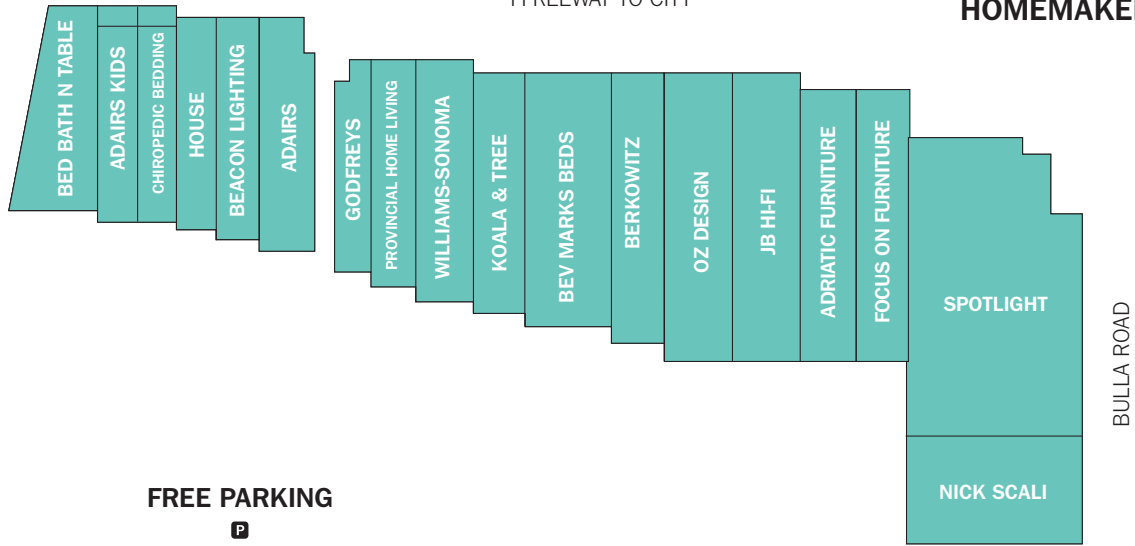 TO CITY
HOMEMAKE
BED BATH N TABLE
ADAIRS KIDS
CHIROPEDIC BEDDING
HOUSE
BEACON LIGHTING
ADAIRS
GODFREYS
PROVINCIAL HOME LIVING
WILLIAMS-SONOMA
KOALA & TREE
BEV MARKS BEDS
BERKOWITZ
OZ DESIGN
JB HI-FI
ADRIATIC FURNITURE
FOCUS ON FURNITURE
SPOTLIGHT
BULLA ROAD
NICK SCALI
FREE PARKING
P